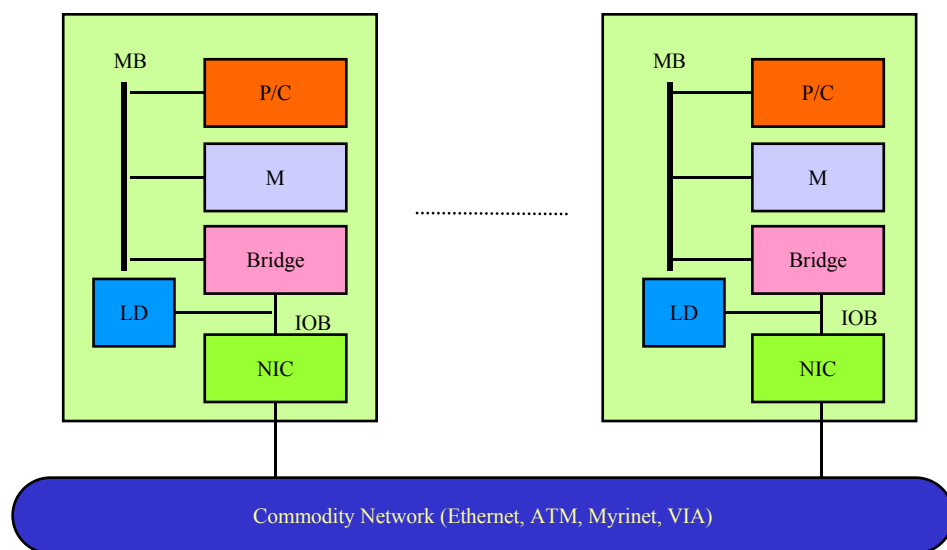 MB
P/C
M
Bridge
LD
IOB
NIC
MB
P/C
M
Bridge
LD
IOB
NIC
Commodity Network (Ethernet, ATM, Myrinet, VIA)